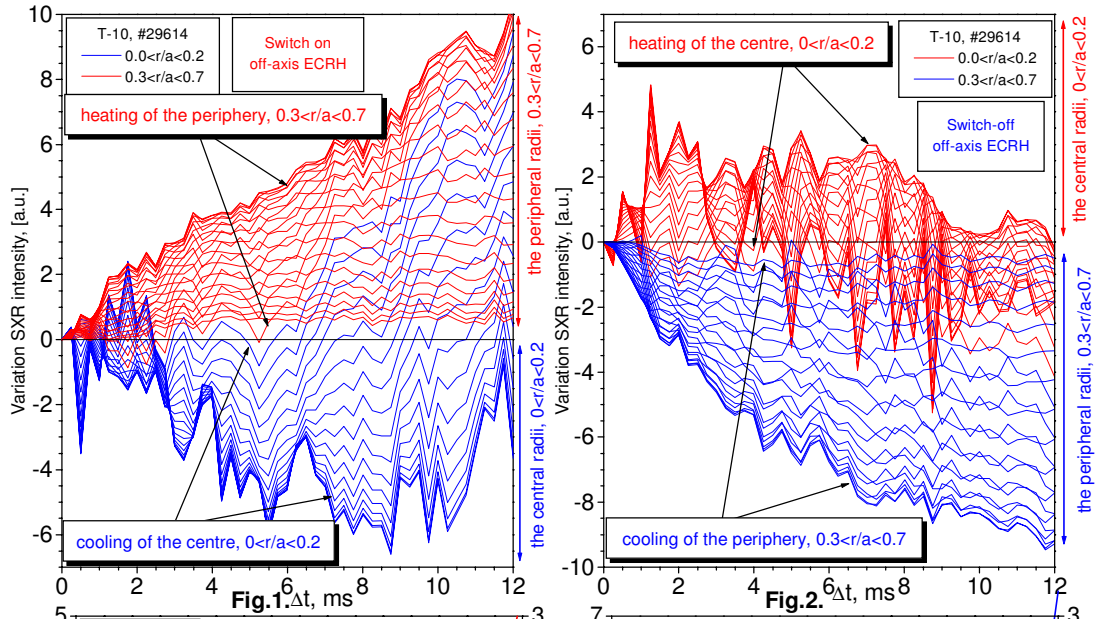 T-10, #29614
0.0<r/a<0.2
0.3<r/a<0.7
Switch on
off-axis ECRH
heating of the periphery, 0.3<r/a<0.7
cooling of the centre, 0<r/a<0.2
Variation SXR intensity, [a.u.]
10
8
6
4
2
0
-2
-4
-6
0 2 4 6 8 10 12
Fig.1. Δt, ms
the peripheral radii, 0.3<r/a<0.7
the central radii, 0<r/a<0.2
5
3
heating of the centre, 0<r/a<0.2
T-10, #29614
0.0<r/a<0.2
0.3<r/a<0.7
Switch-off
off-axis ECRH
cooling of the periphery, 0.3<r/a<0.7
Variation SXR intensity, [a.u.]
6
4
2
0
-2
-4
-6
-8
-10
0 2 4 6 8 10 12
Fig.2. Δt, ms
the central radii, 0<r/a<0.2
the peripheral radii, 0.3<r/a<0.7
7
3